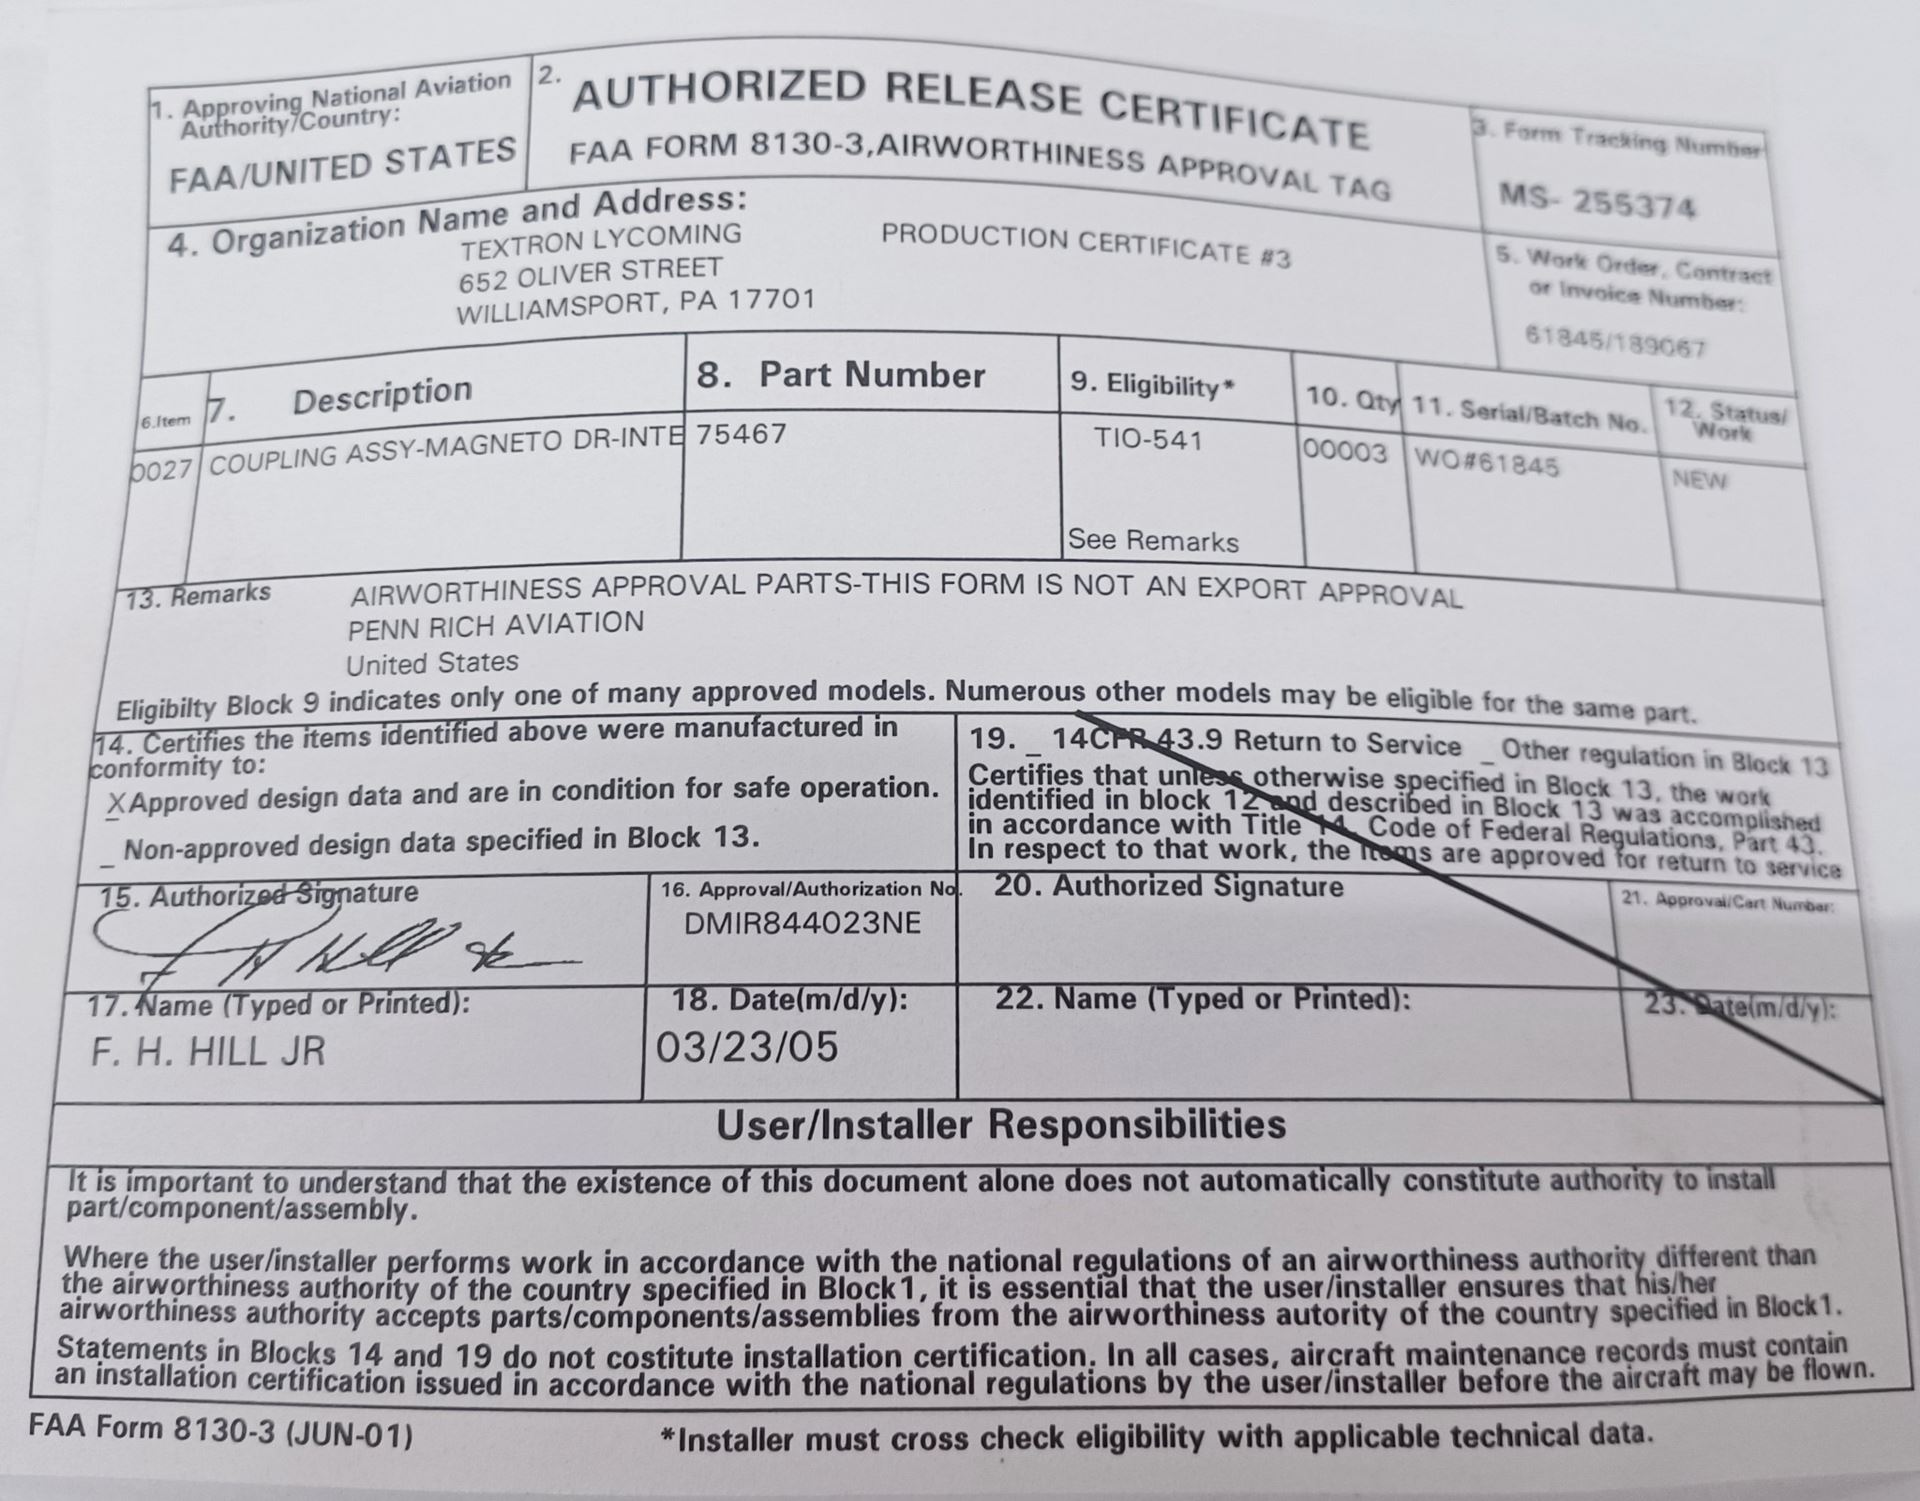 1. Approving National Aviation
Authority/Country:
FAA/UNITED STATES
2.
AUTHORIZED RELEASE CERTIFICATE
FAA FORM 8130-3,AIRWORTHINESS APPROVAL TAG
3. Form Tracking Number
MS- 255374
4. Organization Name and Address:
TEXTRON LYCOMING
652 OLIVER STREET
WILLIAMSPORT, PA 17701
PRODUCTION CERTIFICATE #3
5. Work Order, Contract
or Invoice Number:
61845/189067
6.Item
7. Description
8. Part Number
9. Eligibility*
10. Qty
11. Serial/Batch No.
12. Status/
Work
0027
COUPLING ASSY-MAGNETO DR-INTE
75467
TIO-541
00003
WO#61845
NEW
See Remarks
13. Remarks
AIRWORTHINESS APPROVAL PARTS-THIS FORM IS NOT AN EXPORT APPROVAL
PENN RICH AVIATION
United States
Eligibilty Block 9 indicates only one of many approved models. Numerous other models may be eligible for the same part.
14. Certifies the items identified above were manufactured in
conformity to:
X Approved design data and are in condition for safe operation.
_ Non-approved design data specified in Block 13.
19. _ 14CFR 43.9 Return to Service _ Other regulation in Block 13
Certifies that unless otherwise specified in Block 13, the work
identified in block 12 and described in Block 13 was accomplished
in accordance with Title 14, Code of Federal Regulations, Part 43.
In respect to that work, the items are approved for return to service
15. Authorized Signature
F H Hill Jr
16. Approval/Authorization No.
DMIR844023NE
20. Authorized Signature
21. Approval/Cert Number:
17. Name (Typed or Printed):
F. H. HILL JR
18. Date(m/d/y):
03/23/05
22. Name (Typed or Printed):
23. Date(m/d/y):
User/Installer Responsibilities
It is important to understand that the existence of this document alone does not automatically constitute authority to install
part/component/assembly.
Where the user/installer performs work in accordance with the national regulations of an airworthiness authority different than
the airworthiness authority of the country specified in Block1, it is essential that the user/installer ensures that his/her
airworthiness authority accepts parts/components/assemblies from the airworthiness autority of the country specified in Block1.
Statements in Blocks 14 and 19 do not costitute installation certification. In all cases, aircraft maintenance records must contain
an installation certification issued in accordance with the national regulations by the user/installer before the aircraft may be flown.
FAA Form 8130-3 (JUN-01)
*Installer must cross check eligibility with applicable technical data.